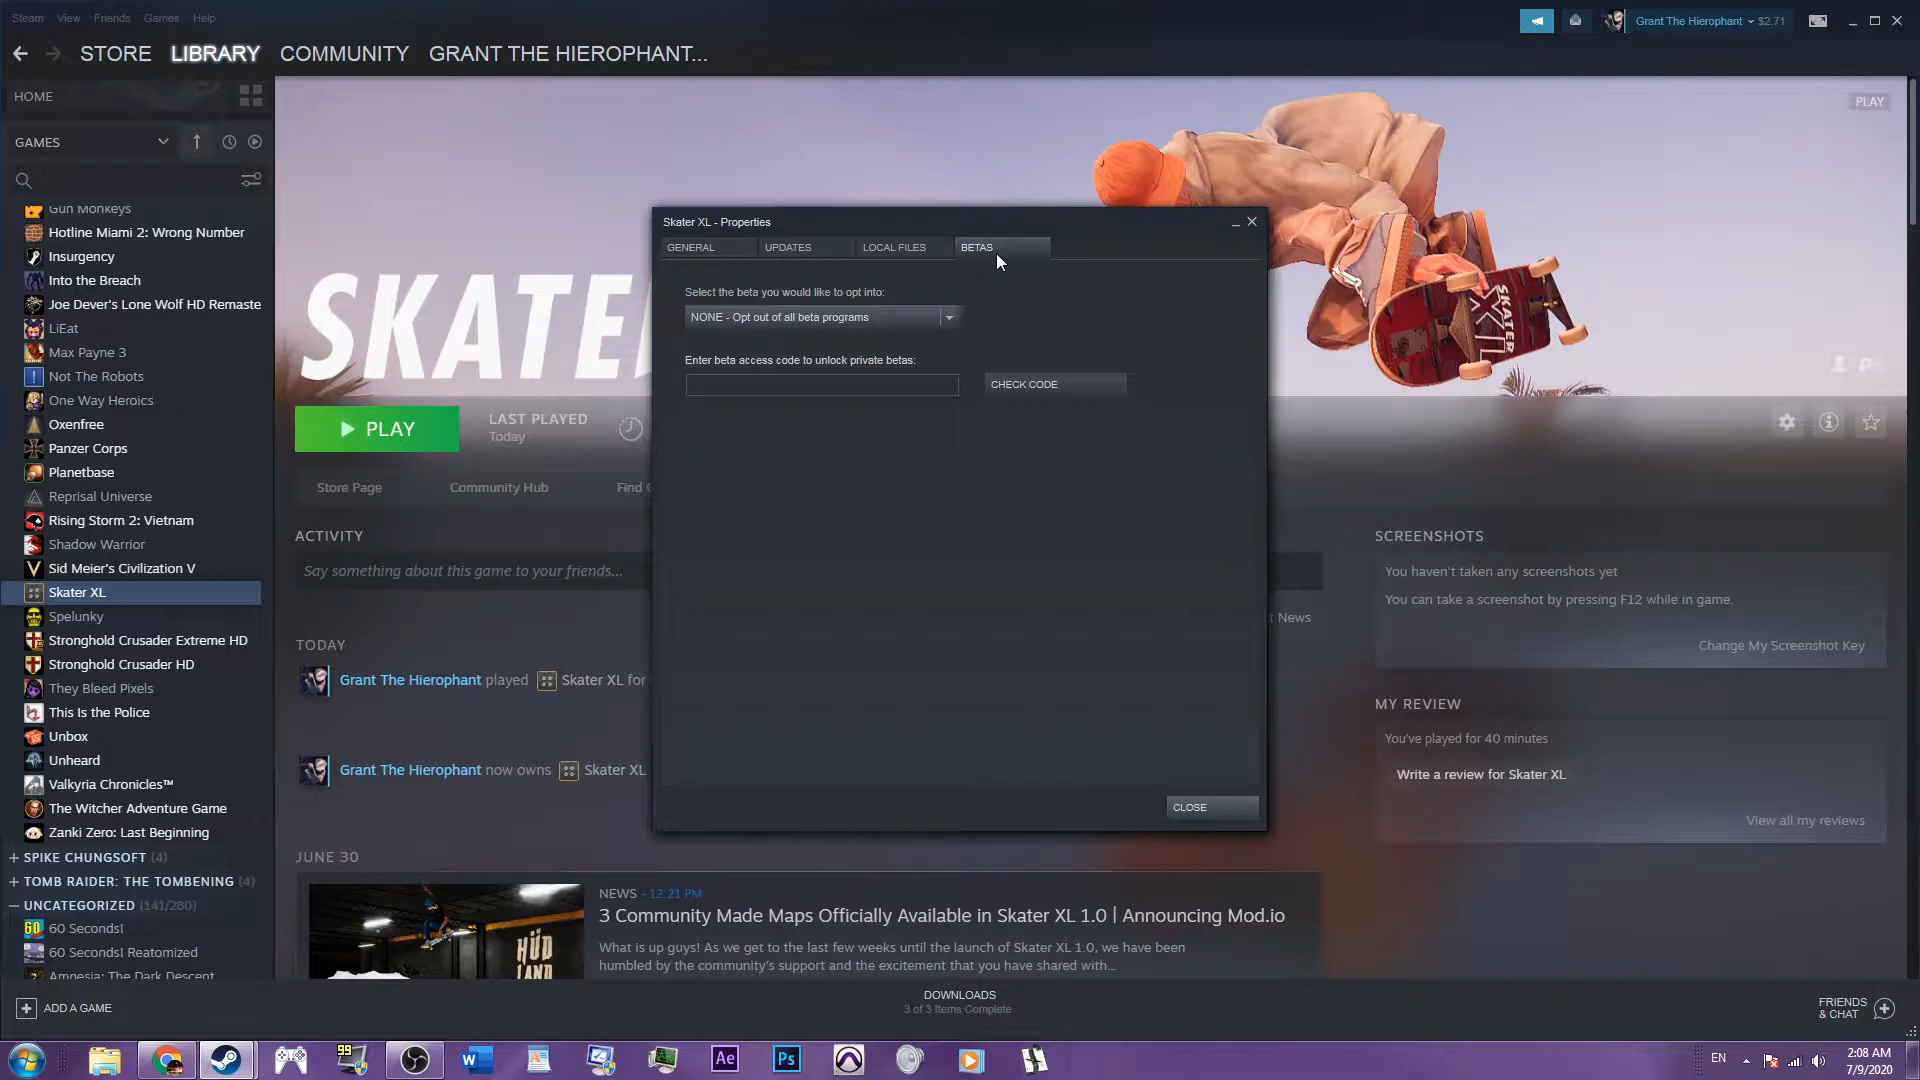 Steam View Friends Games Help
Grant The Hierophant $2.71
STORE LIBRARY COMMUNITY GRANT THE HIEROPHANT...
HOME
GAMES
Gun Monkeys
Hotline Miami 2: Wrong Number
Insurgency
Into the Breach
Joe Dever's Lone Wolf HD Remaste
LiEat
Max Payne 3
Not The Robots
One Way Heroics
Oxenfree
Panzer Corps
Planetbase
Reprisal Universe
Rising Storm 2: Vietnam
Shadow Warrior
Sid Meier's Civilization V
Skater XL
Spelunky
Stronghold Crusader Extreme HD
Stronghold Crusader HD
They Bleed Pixels
This Is the Police
Unbox
Unheard
Valkyria Chronicles™
The Witcher Adventure Game
Zanki Zero: Last Beginning
+ SPIKE CHUNGSOFT (4)
+ TOMB RAIDER: THE TOMBENING (4)
— UNCATEGORIZED (141/280)
60 Seconds!
60 Seconds! Reatomized
Amnesia: The Dark Descent
PLAY
SKATE
SKATER XL
PLAY
LAST PLAYED
Today
Store Page Community Hub Find
ACTIVITY
Say something about this game to your friends...
t News
TODAY
Grant The Hierophant played Skater XL for
Grant The Hierophant now owns Skater XL
JUNE 30
HÜD LAND
NEWS - 12:21 PM
3 Community Made Maps Officially Available in Skater XL 1.0 | Announcing Mod.io
What is up guys! As we get to the last few weeks until the launch of Skater XL 1.0, we have been
humbled by the community's support and the excitement that you have shared with...
Skater XL - Properties
GENERAL UPDATES LOCAL FILES BETAS
Select the beta you would like to opt into:
NONE - Opt out of all beta programs
Enter beta access code to unlock private betas:
CHECK CODE
CLOSE
SCREENSHOTS
You haven't taken any screenshots yet
You can take a screenshot by pressing F12 while in game.
Change My Screenshot Key
MY REVIEW
You've played for 40 minutes
Write a review for Skater XL
View all my reviews
ADD A GAME
DOWNLOADS
3 of 3 Items Complete
FRIENDS
& CHAT
99
W
Ae
Ps
EN
2:08 AM
7/9/2020